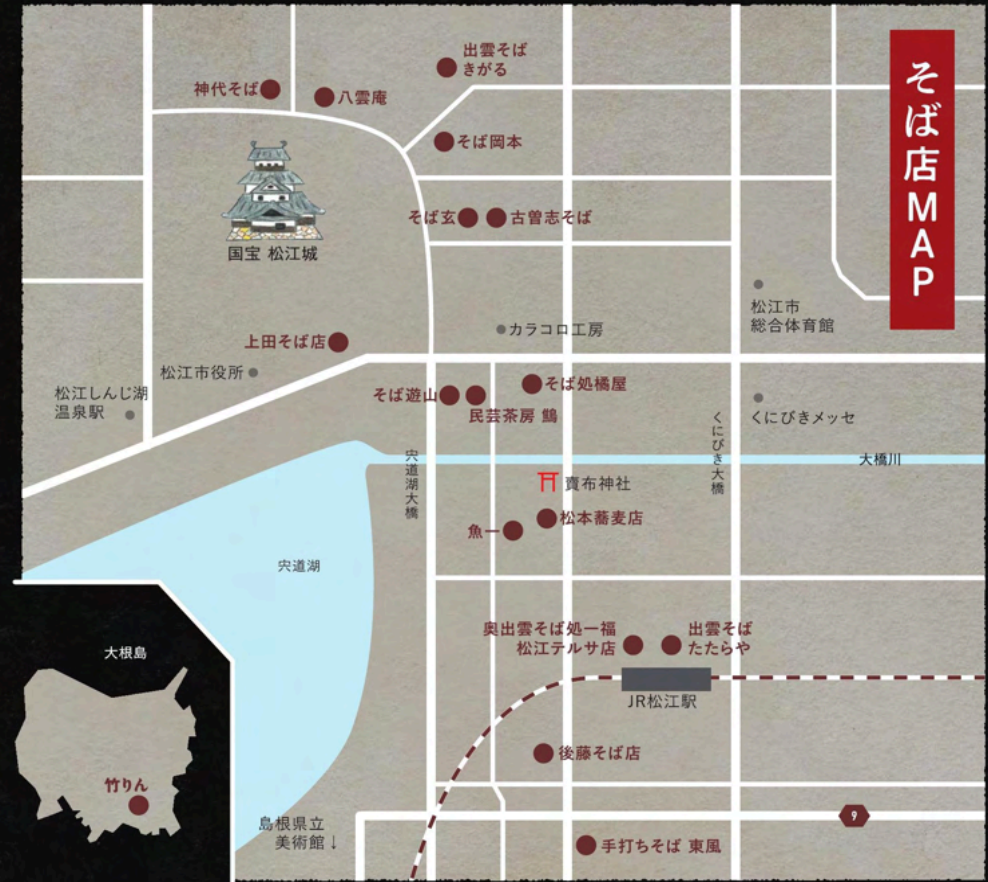 そば店MAP
出雲そば
きがる
神代そば
八雲庵
そば岡本
そば玄
古曽志そば
国宝 松江城
松江市
総合体育館
カラコロ工房
上田そば店
松江市役所
松江しんじ湖
温泉駅
そば遊山
そば処橘屋
民芸茶房 鷦
くにびきメッセ
宍道湖大橋
くにびき大橋
大橋川
賣布神社
松本蕎麦店
魚一
宍道湖
奥出雲そば処一福
松江テルサ店
出雲そば
たたらや
JR松江駅
大根島
竹りん
後藤そば店
島根県立
美術館↓
9
手打ちそば 東風